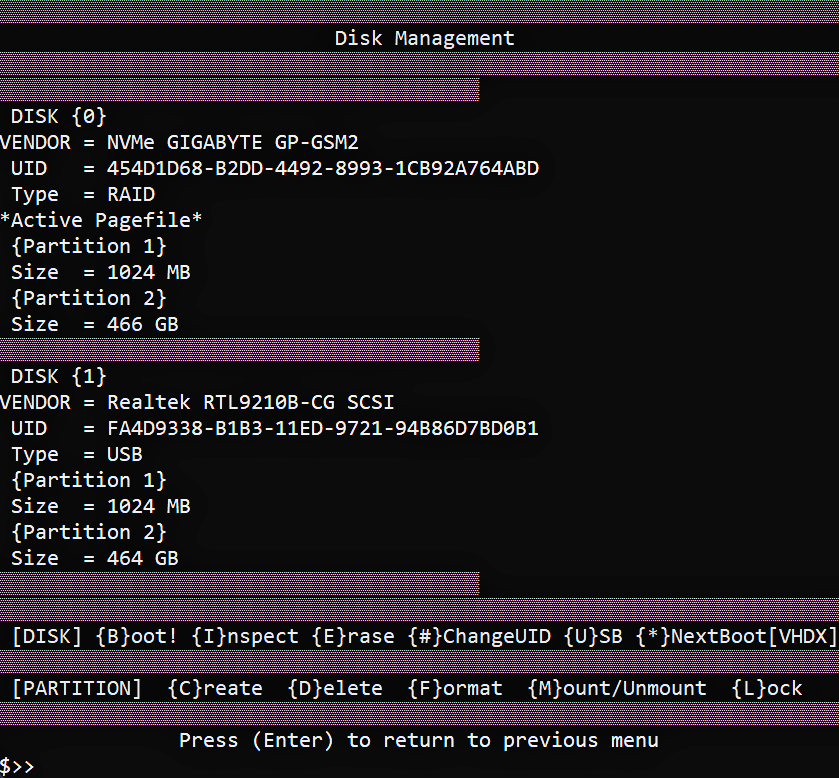 Disk Management
DISK {0}
VENDOR = NVMe GIGABYTE GP-GSM2
UID = 454D1D68-B2DD-4492-8993-1CB92A764ABD
Type = RAID
*Active Pagefile*
{Partition 1}
Size = 1024 MB
{Partition 2}
Size = 466 GB
DISK {1}
VENDOR = Realtek RTL9210B-CG SCSI
UID = FA4D9338-B1B3-11ED-9721-94B86D7BD0B1
Type = USB
{Partition 1}
Size = 1024 MB
{Partition 2}
Size = 464 GB
[DISK] {B}oot! {I}nspect {E}rase {#}ChangeUID {U}SB {*}NextBoot[VHDX]
[PARTITION] {C}reate {D}elete {F}ormat {M}ount/Unmount {L}ock
Press (Enter) to return to previous menu
$>>